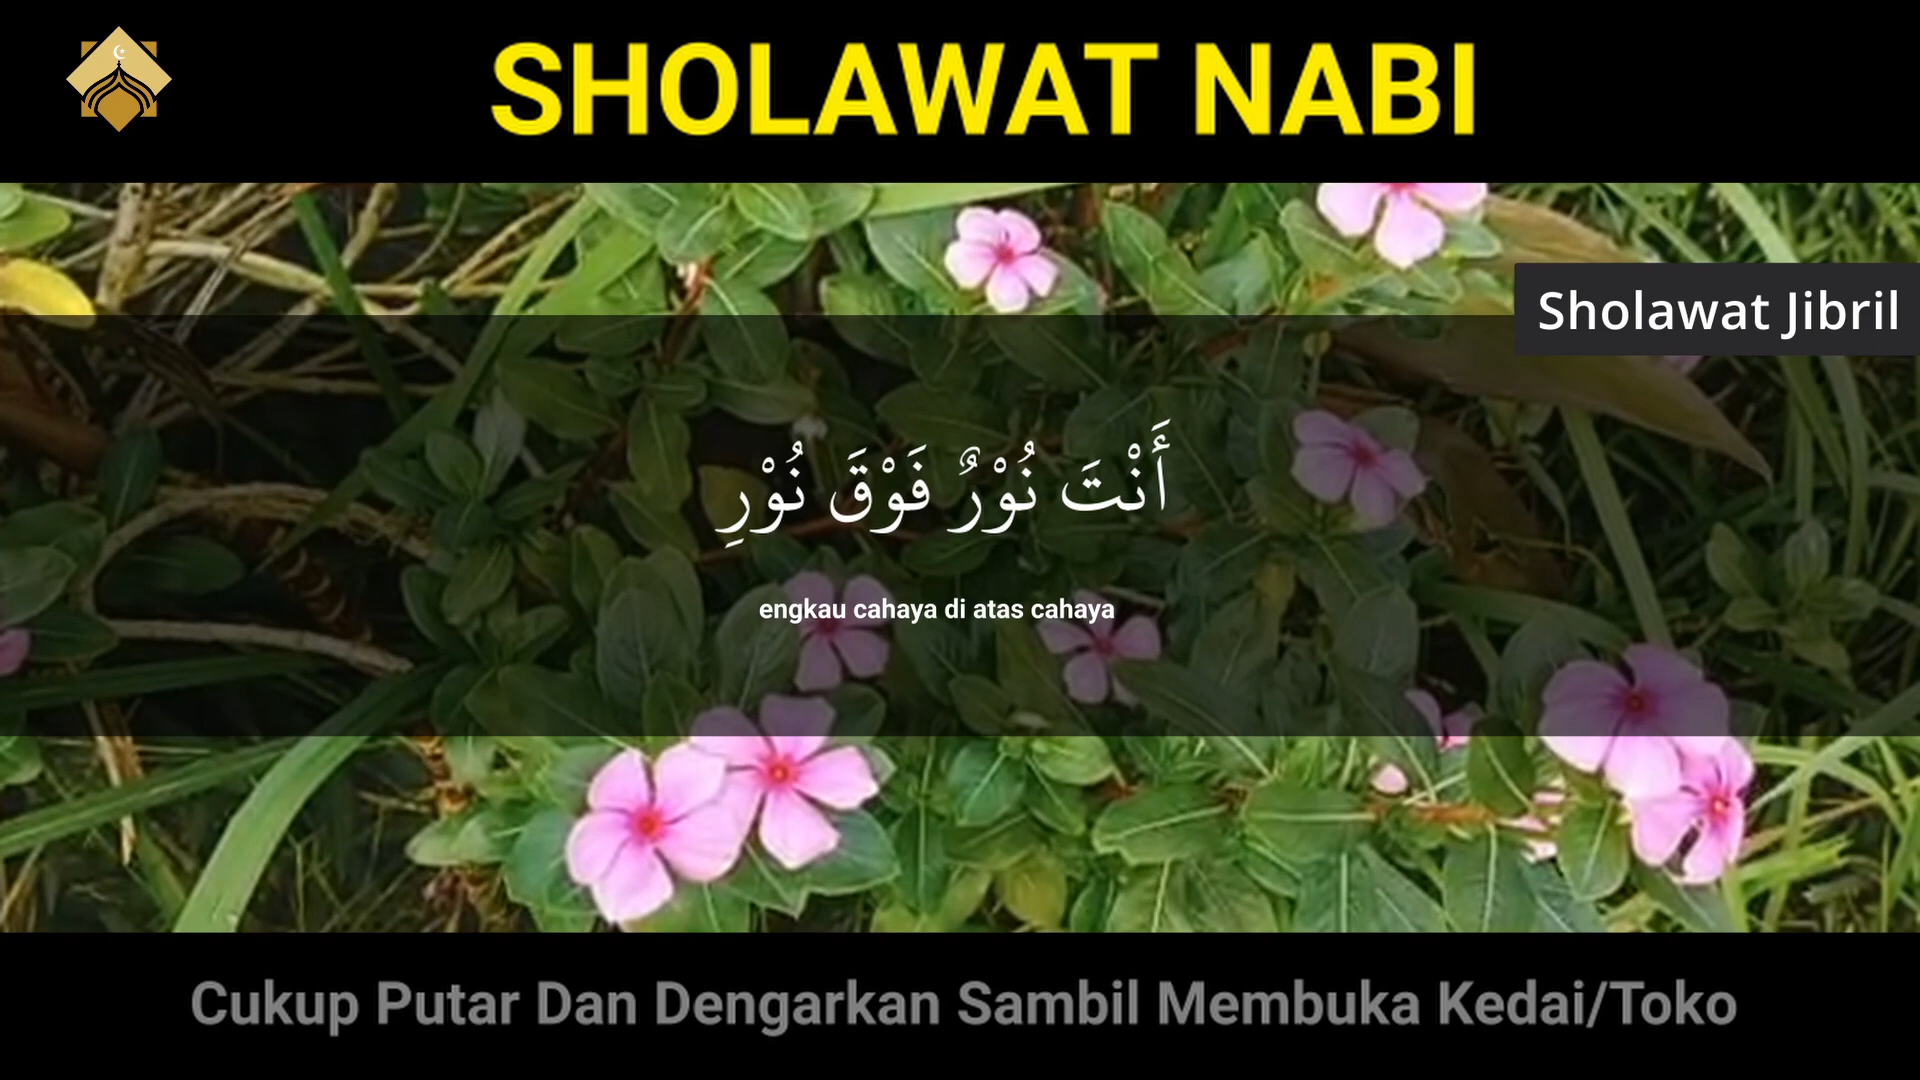 SHOLAWAT NABI
Sholawat Jibril
أَنْتَ نُوْرٌ فَوْقَ نُوْرِ
engkau cahaya di atas cahaya
Cukup Putar Dan Dengarkan Sambil Membuka Kedai/Toko